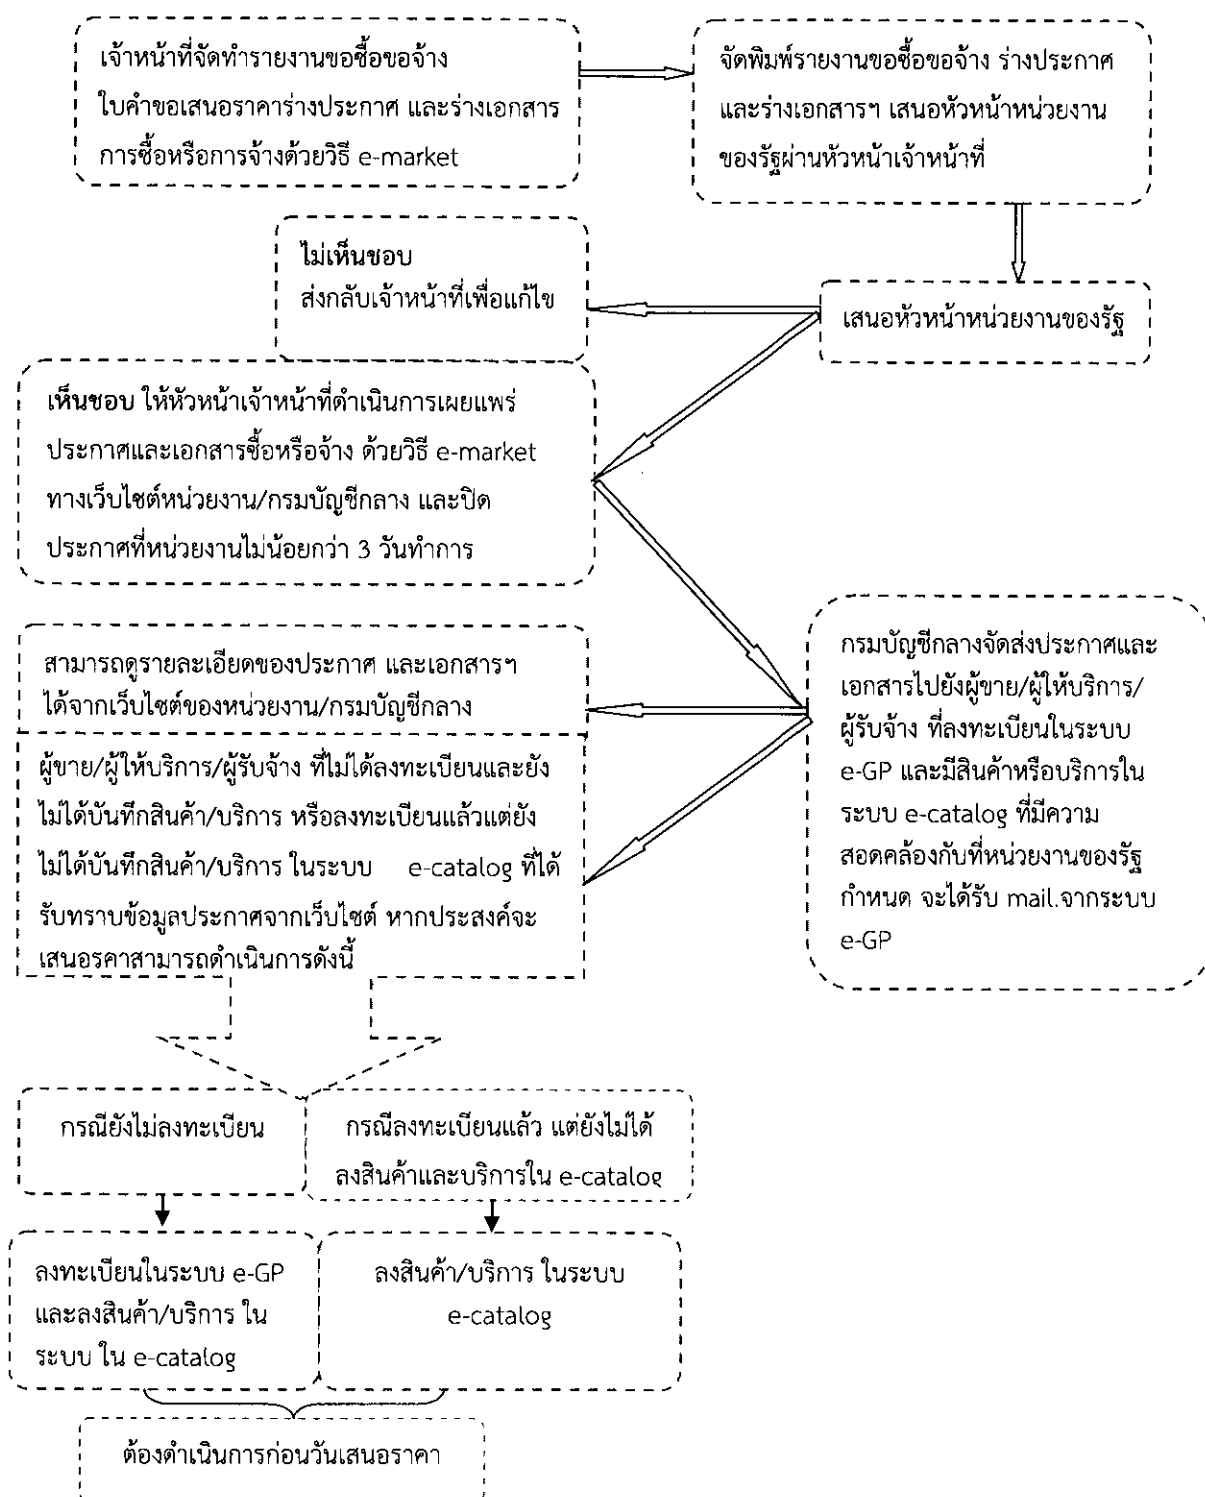 เจ้าหน้าที่จัดทำรายงานขอซื้อขอจ้าง
ใบคำขอเสนอราคาร่างประกาศ และร่างเอกสาร
การซื้อหรือการจ้างด้วยวิธี e-market
จัดพิมพ์รายงานขอซื้อขอจ้าง ร่างประกาศ
และร่างเอกสารฯ เสนอหัวหน้าหน่วยงาน
ของรัฐผ่านหัวหน้าเจ้าหน้าที่
ไม่เห็นชอบ
ส่งกลับเจ้าหน้าที่เพื่อแก้ไข
เสนอหัวหน้าหน่วยงานของรัฐ
เห็นชอบ ให้หัวหน้าเจ้าหน้าที่ดำเนินการเผยแพร่
ประกาศและเอกสารซื้อหรือจ้าง ด้วยวิธี e-market
ทางเว็บไซต์หน่วยงาน/กรมบัญชีกลาง และปิด
ประกาศที่หน่วยงานไม่น้อยกว่า 3 วันทำการ
กรมบัญชีกลางจัดส่งประกาศและ
เอกสารไปยังผู้ขาย/ผู้ให้บริการ/
ผู้รับจ้าง ที่ลงทะเบียนในระบบ
e-GP และมีสินค้าหรือบริการใน
ระบบ e-catalog ที่มีความ
สอดคล้องกับที่หน่วยงานของรัฐ
กำหนด จะได้รับ mail.จากระบบ
e-GP
สามารถดูรายละเอียดของประกาศ และเอกสารฯ
ได้จากเว็บไซต์ของหน่วยงาน/กรมบัญชีกลาง
ผู้ขาย/ผู้ให้บริการ/ผู้รับจ้าง ที่ไม่ได้ลงทะเบียนและยัง
ไม่ได้บันทึกสินค้า/บริการ หรือลงทะเบียนแล้วแต่ยัง
ไม่ได้บันทึกสินค้า/บริการ ในระบบ e-catalog ที่ได้
รับทราบข้อมูลประกาศจากเว็บไซต์ หากประสงค์จะ
เสนอรคาสามารถดำเนินการดังนี้
กรณียังไม่ลงทะเบียน
กรณีลงทะเบียนแล้ว แต่ยังไม่ได้
ลงสินค้าและบริการใน e-catalog
ลงทะเบียนในระบบ e-GP
และลงสินค้า/บริการ ใน
ระบบ ใน e-catalog
ลงสินค้า/บริการ ในระบบ
e-catalog
ต้องดำเนินการก่อนวันเสนอราคา